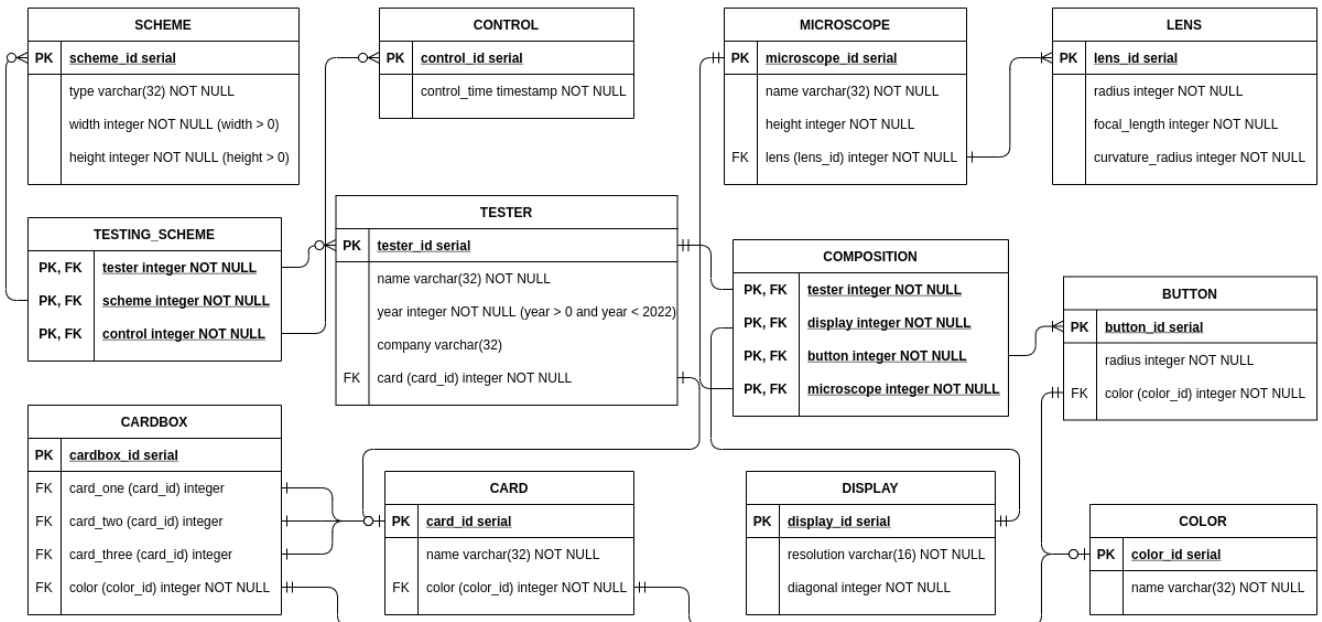 SCHEME
PK scheme_id serial
type varchar(32) NOT NULL
width integer NOT NULL (width > 0)
height integer NOT NULL (height > 0)
CONTROL
PK control_id serial
control_time timestamp NOT NULL
MICROSCOPE
PK microscope_id serial
name varchar(32) NOT NULL
height integer NOT NULL
FK lens (lens_id) integer NOT NULL
LENS
PK lens_id serial
radius integer NOT NULL
focal_length integer NOT NULL
curvature_radius integer NOT NULL
TESTING_SCHEME
PK, FK tester integer NOT NULL
PK, FK scheme integer NOT NULL
PK, FK control integer NOT NULL
TESTER
PK tester_id serial
name varchar(32) NOT NULL
year integer NOT NULL (year > 0 and year < 2022)
company varchar(32)
FK card (card_id) integer NOT NULL
COMPOSITION
PK, FK tester integer NOT NULL
PK, FK display integer NOT NULL
PK, FK button integer NOT NULL
PK, FK microscope integer NOT NULL
BUTTON
PK button_id serial
radius integer NOT NULL
FK color (color_id) integer NOT NULL
CARDBOX
PK cardbox_id serial
FK card_one (card_id) integer
FK card_two (card_id) integer
FK card_three (card_id) integer
FK color (color_id) integer NOT NULL
CARD
PK card_id serial
name varchar(32) NOT NULL
FK color (color_id) integer NOT NULL
DISPLAY
PK display_id serial
resolution varchar(16) NOT NULL
diagonal integer NOT NULL
COLOR
PK color_id serial
name varchar(32) NOT NULL